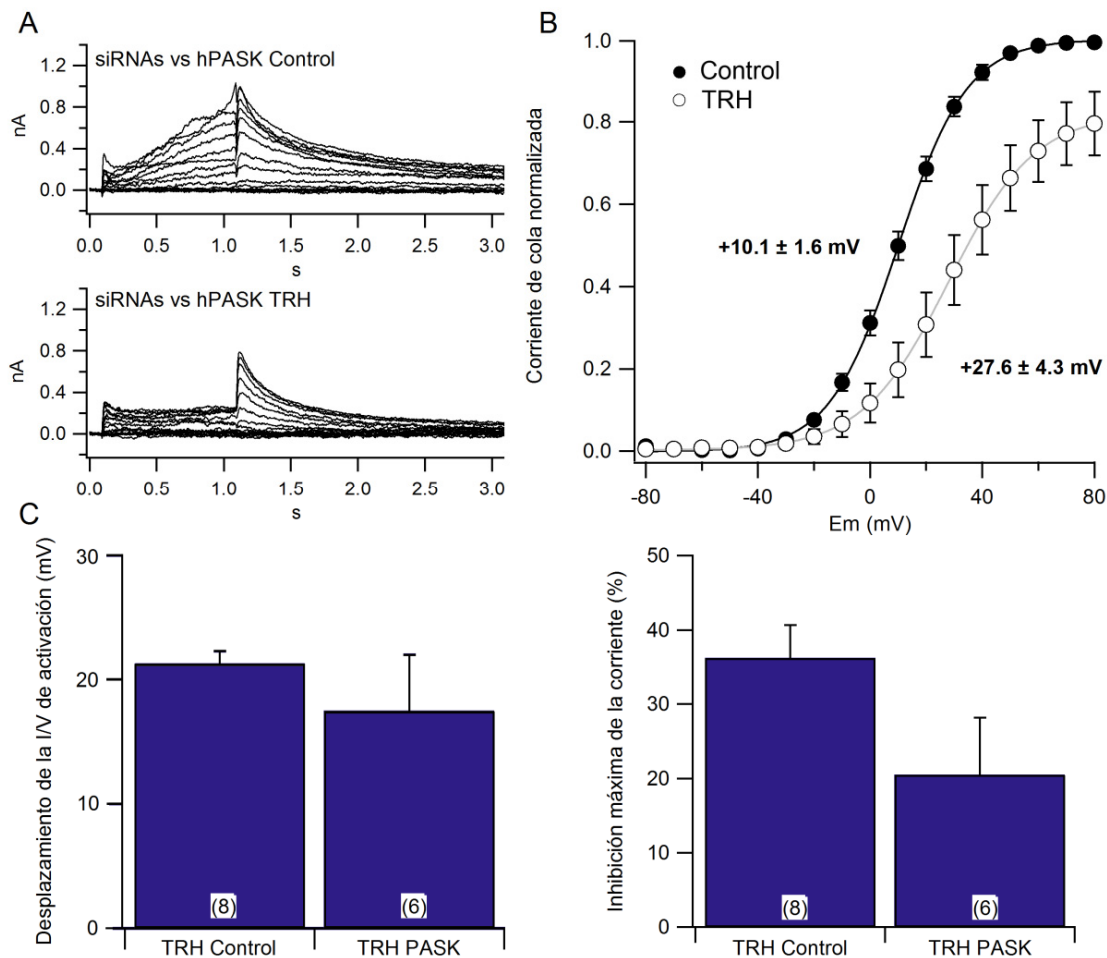 A
siRNAs vs hPASK Control
1.2
0.8
0.4
0.0
nA
0.0
0.5
1.0
1.5
2.0
2.5
3.0
s
siRNAs vs hPASK TRH
1.2
0.8
0.4
0.0
nA
0.0
0.5
1.0
1.5
2.0
2.5
3.0
s
B
Control
TRH
1.0
0.8
0.6
0.4
0.2
0.0
Corriente de cola normalizada
+10.1 ± 1.6 mV
+27.6 ± 4.3 mV
-80
-40
0
40
80
Em (mV)
C
Desplazamiento de la I/V de activación (mV)
30
20
10
0
(8)
(6)
TRH Control
TRH PASK
Inhibición máxima de la corriente (%)
50
40
30
20
10
0
(8)
(6)
TRH Control
TRH PASK